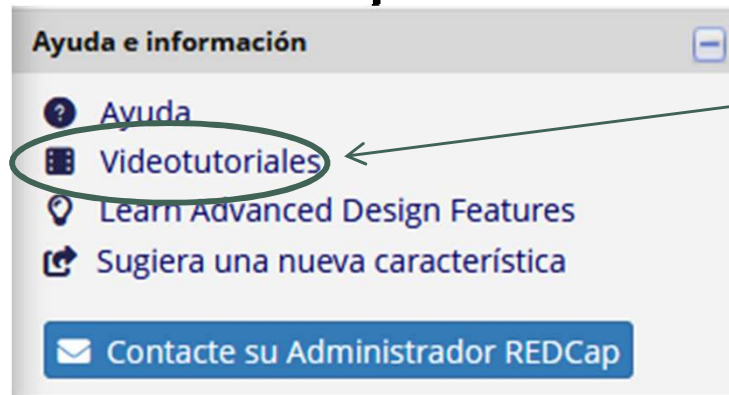 Ayuda e información
Ayuda
Videotutoriales
Learn Advanced Design Features
Sugiera una nueva característica
Contacte su Administrador REDCap